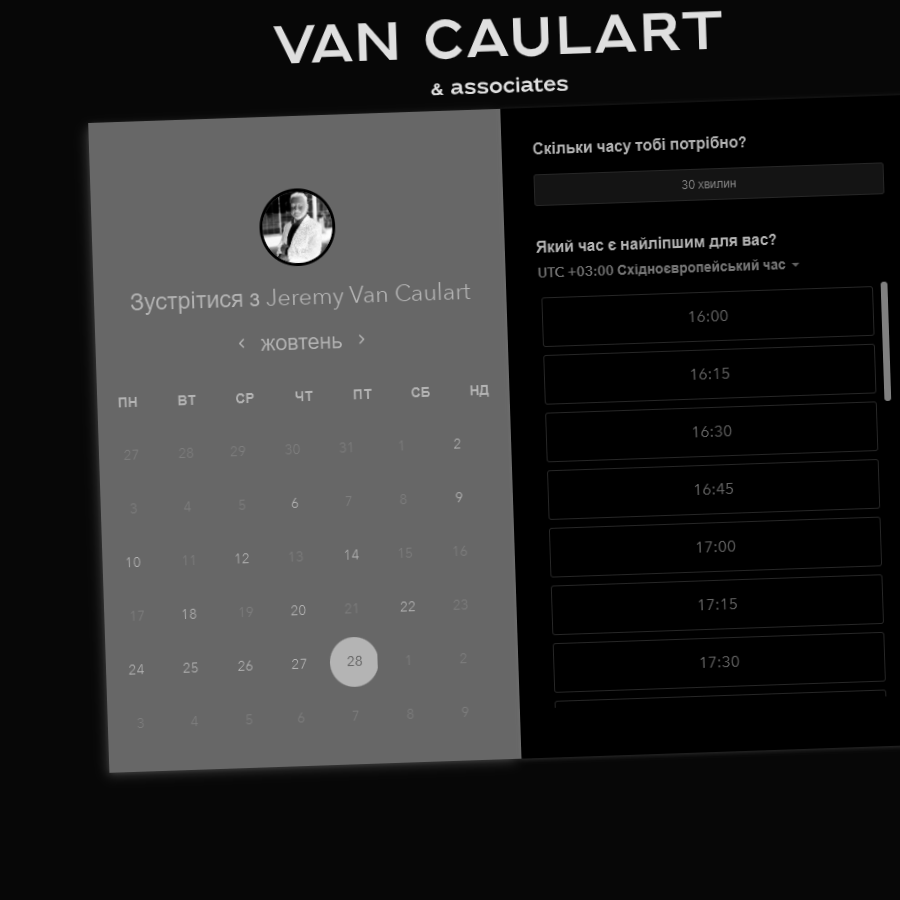 VAN CAULART
& associates
Зустрітися з Jeremy Van Caulart
‹ жовтень ›
ПН ВТ СР ЧТ ПТ СБ НД
27 28 29 30 31 1 2
3 4 5 6 7 8 9
10 11 12 13 14 15 16
17 18 19 20 21 22 23
24 25 26 27 28 1 2
3 4 5 6 7 8 9
Скільки часу тобі потрібно?
30 хвилин
Який час є найліпшим для вас?
UTC +03:00 Східноєвропейський час
16:00
16:15
16:30
16:45
17:00
17:15
17:30